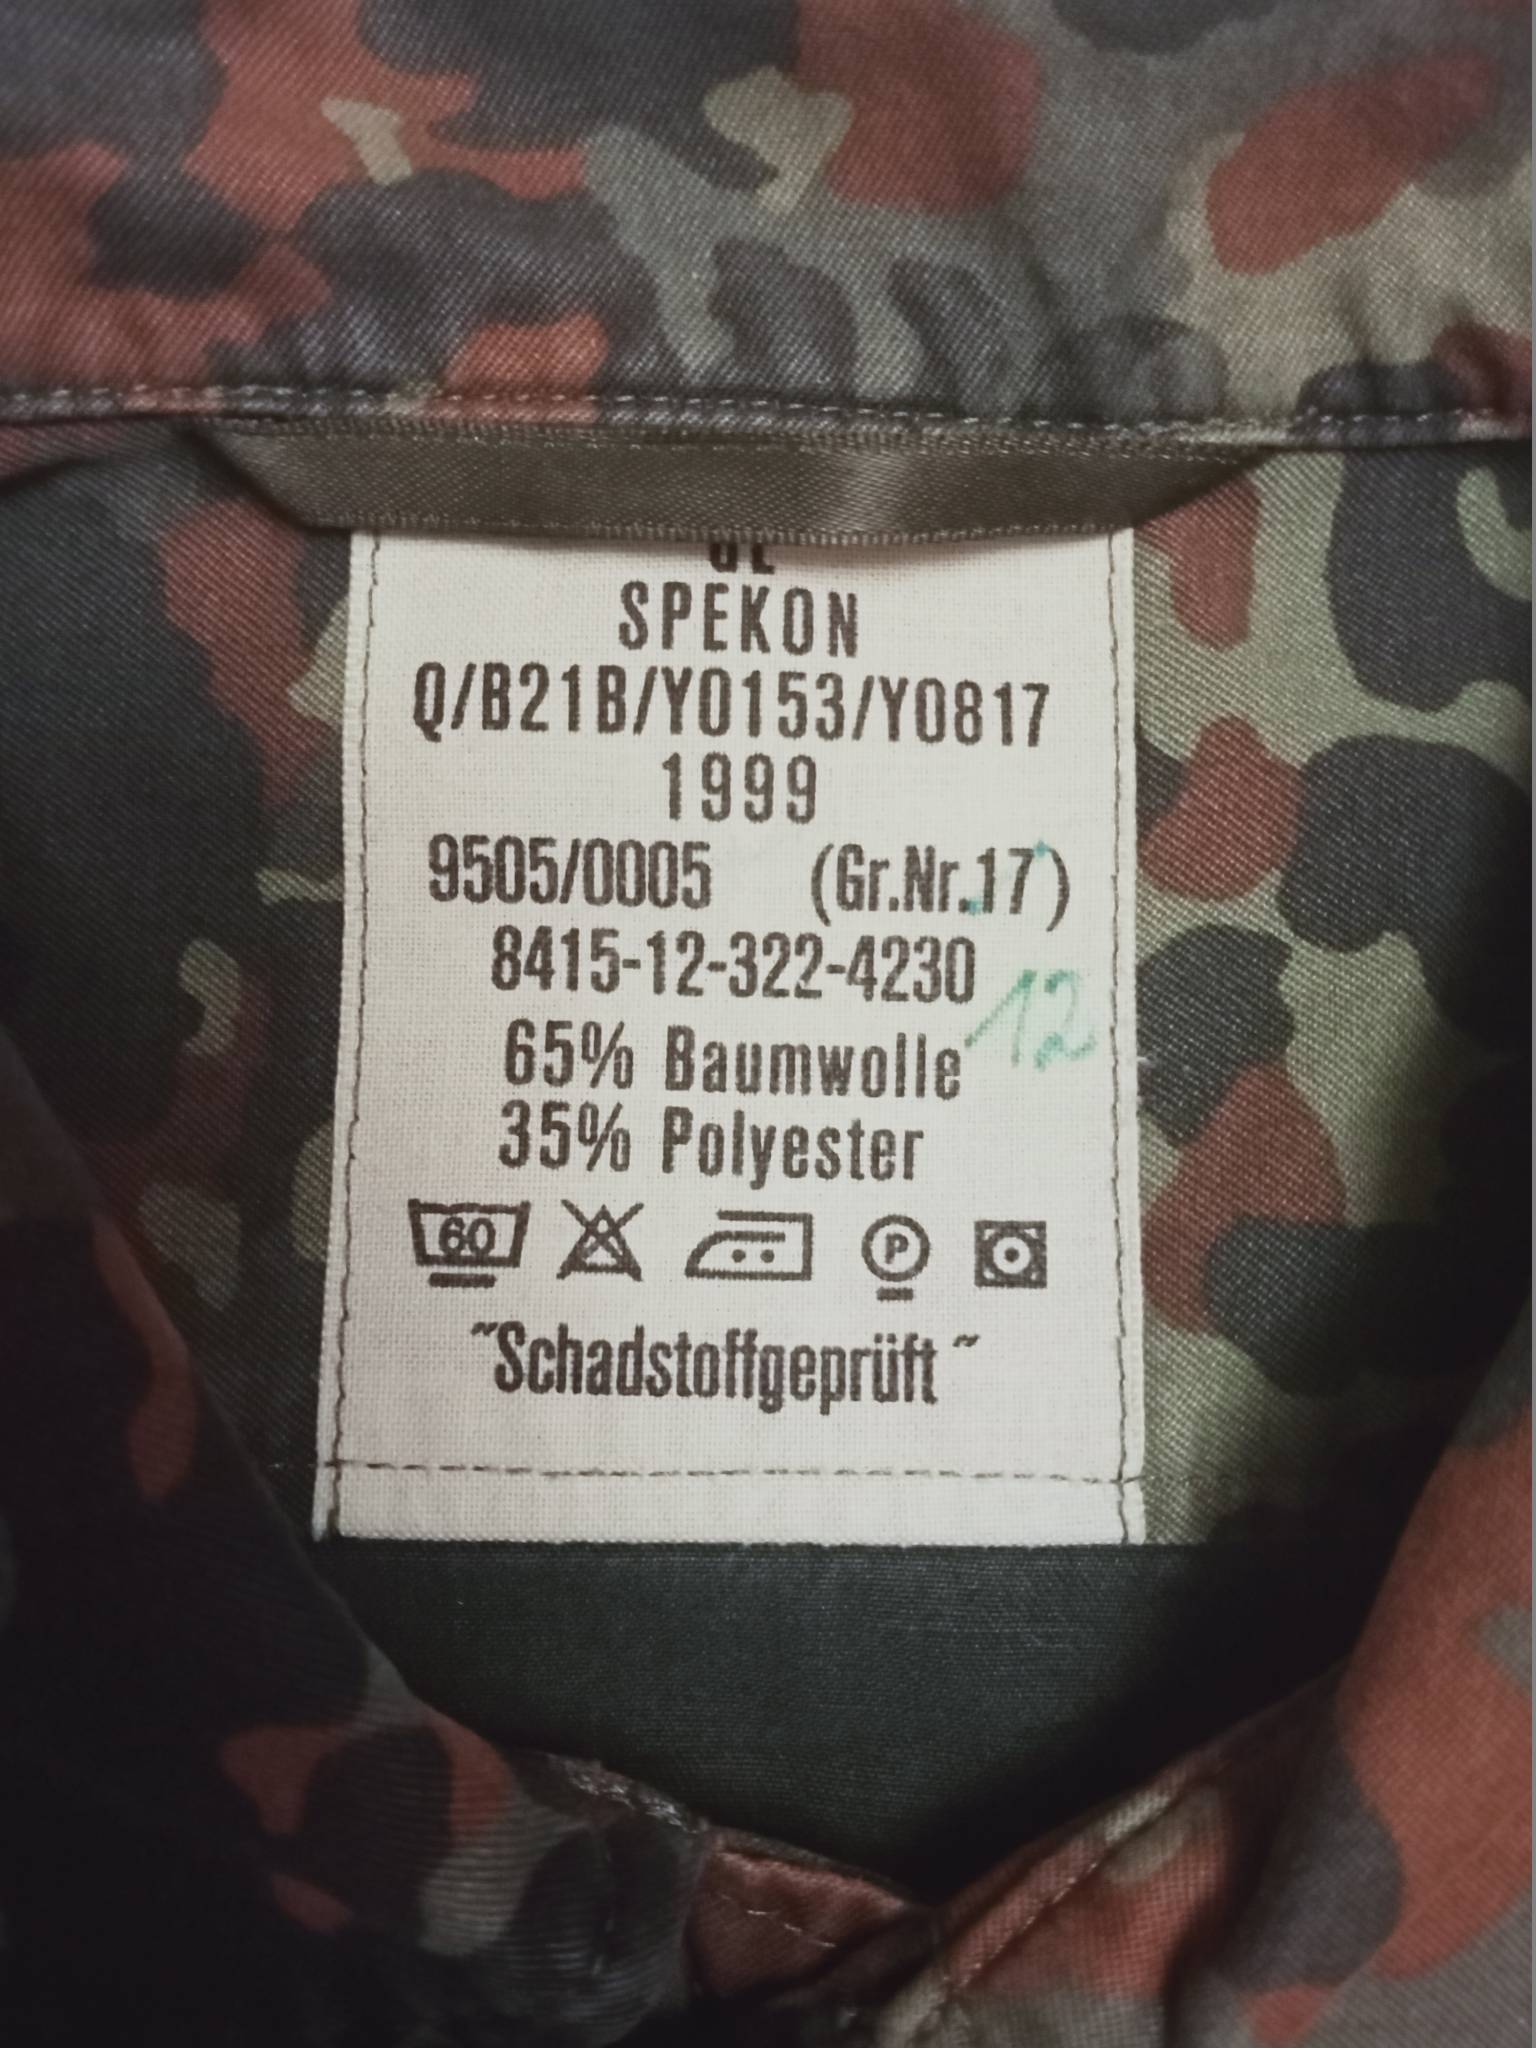 SPEKON
Q/B21B/Y0153/Y0817
1999
9505/0005 (Gr.Nr.17)
8415-12-322-4230
12
65% Baumwolle
35% Polyester
60 P
"Schadstoffgeprüft"